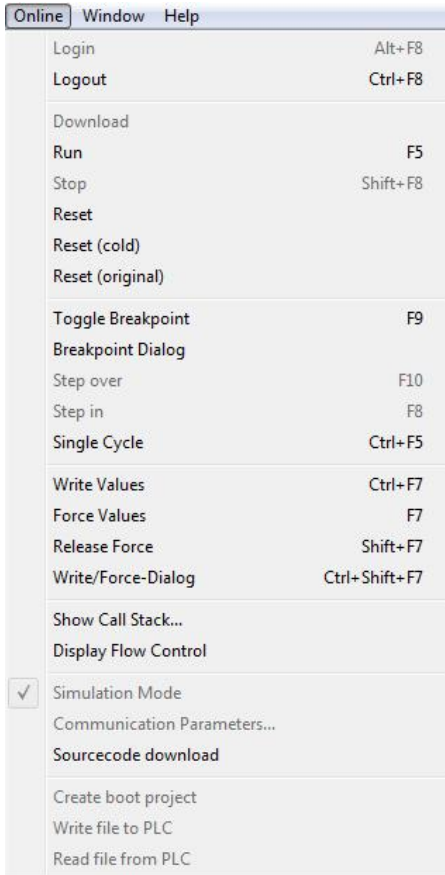 Online Window Help
Login Alt+F8
Logout Ctrl+F8
Download
Run F5
Stop Shift+F8
Reset
Reset (cold)
Reset (original)
Toggle Breakpoint F9
Breakpoint Dialog
Step over F10
Step in F8
Single Cycle Ctrl+F5
Write Values Ctrl+F7
Force Values F7
Release Force Shift+F7
Write/Force-Dialog Ctrl+Shift+F7
Show Call Stack...
Display Flow Control
Simulation Mode
Communication Parameters...
Sourcecode download
Create boot project
Write file to PLC
Read file from PLC